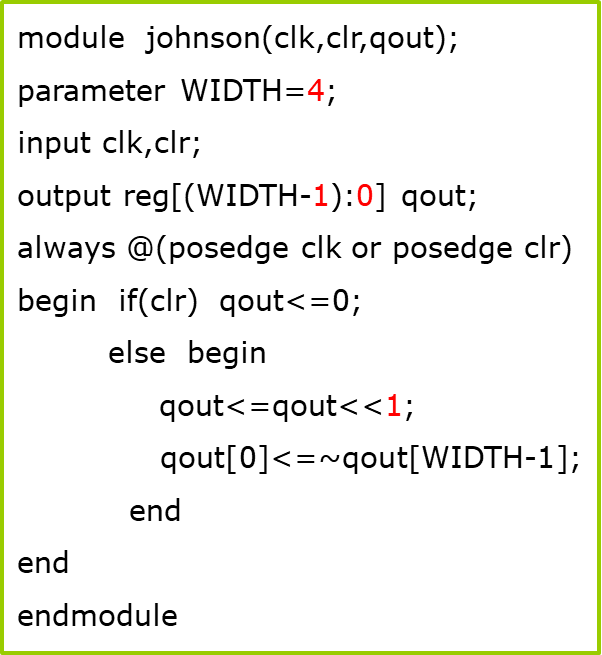 module johnson(clk,clr,qout);
parameter WIDTH=4;
input clk,clr;
output reg[(WIDTH-1):0] qout;
always @(posedge clk or posedge clr)
begin if(clr) qout<=0;
else begin
qout<=qout<<1;
qout[0]<=~qout[WIDTH-1];
end
end
endmodule